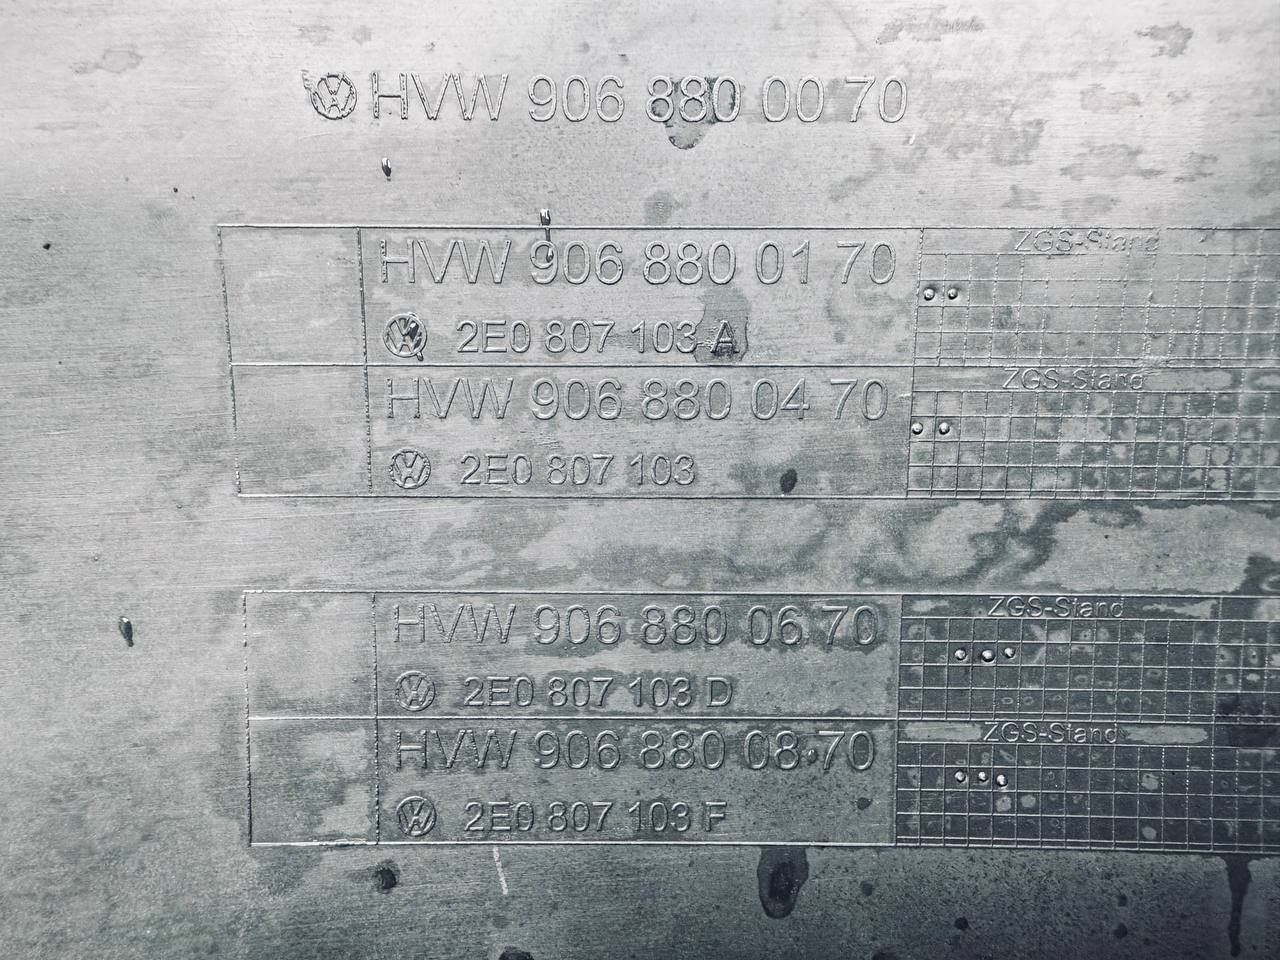 HVW 906 880 00 70
HVW 906 880 01 70
ZGS-Stand
2E0 807 103 A
HVW 906 880 04 70
ZGS-Stand
2E0 807 103
HVW 906 880 06 70
ZGS-Stand
2E0 807 103 D
HVW 906 880 08 70
ZGS-Stand
2E0 807 103 F